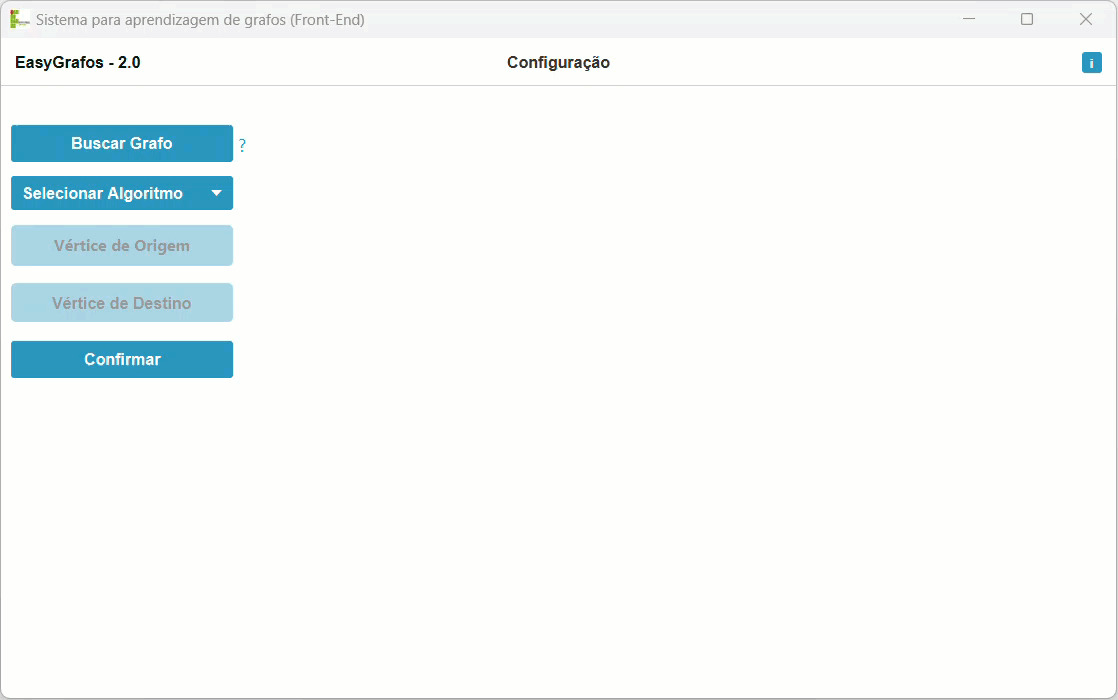 Sistema para aprendizagem de grafos (Front-End)
EasyGrafos - 2.0
Configuração
i
Buscar Grafo
?
Selecionar Algoritmo
Vértice de Origem
Vértice de Destino
Confirmar